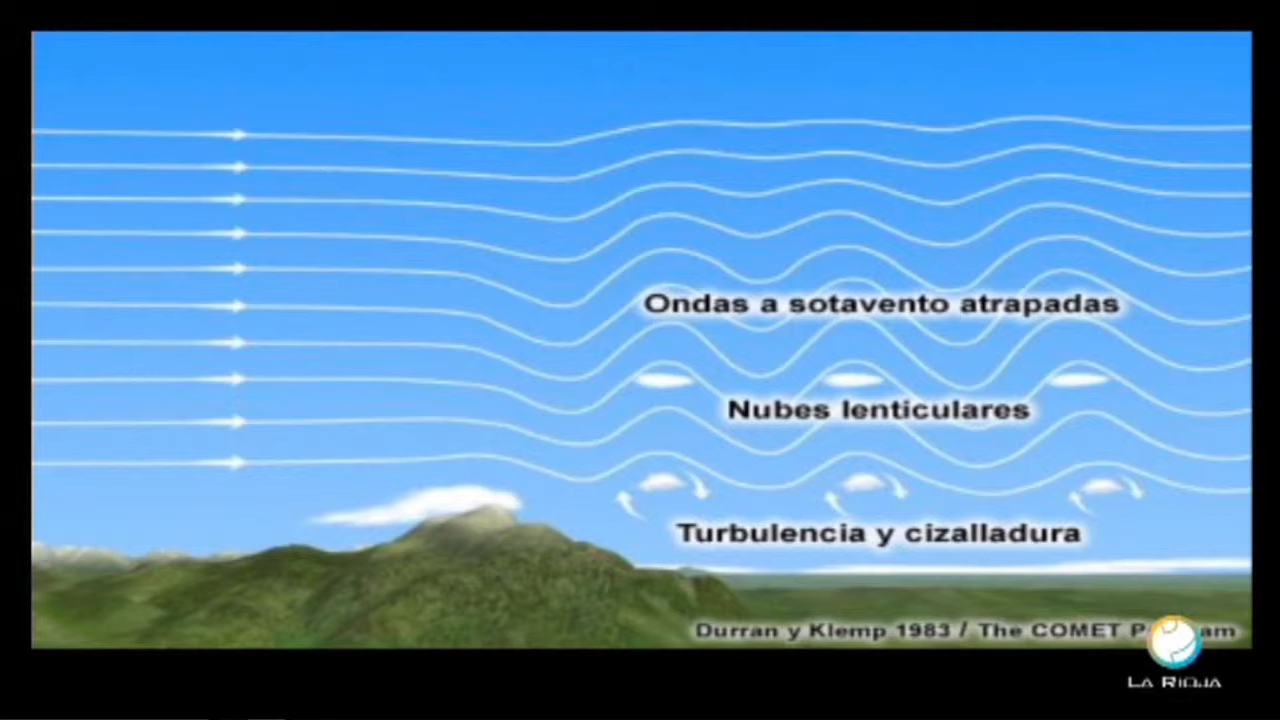 Ondas a sotavento atrapadas
Nubes lenticulares
Turbulencia y cizalladura
Durran y Klemp 1983 / The COMET
LA RIOJA